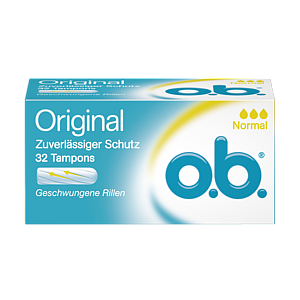 Original
Zuverlässiger Schutz
32 Tampons
Geschwungene Rillen
Normal
o.b.®